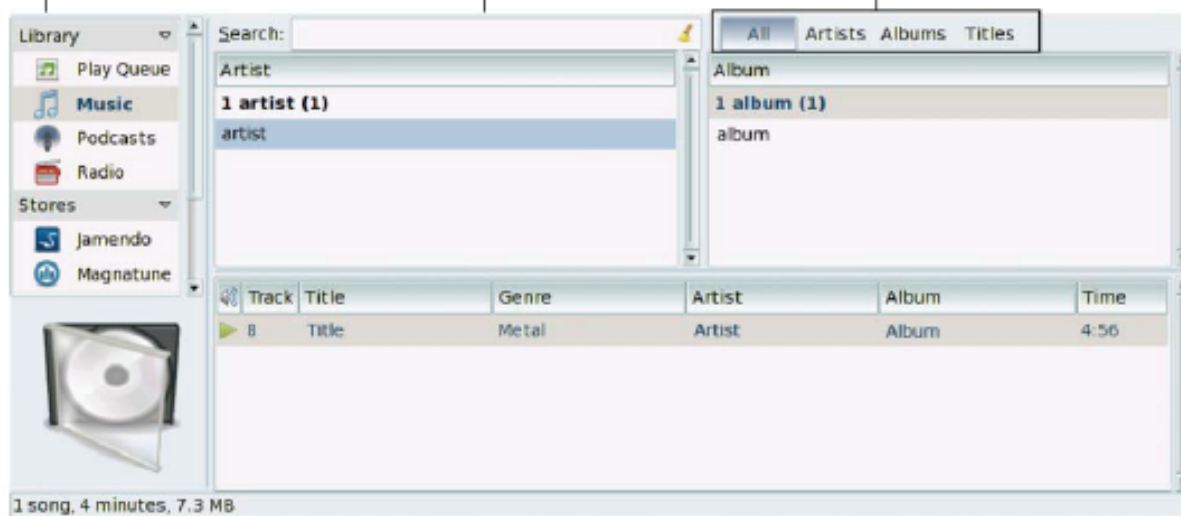 Library
Play Queue
Music
Podcasts
Radio
Stores
Jamendo
Magnatune
Search:
All Artists Albums Titles
Artist
1 artist (1)
artist
Album
1 album (1)
album
Track Title Genre Artist Album Time
8 Title Metal Artist Album 4:56
1 song, 4 minutes, 7.3 MB